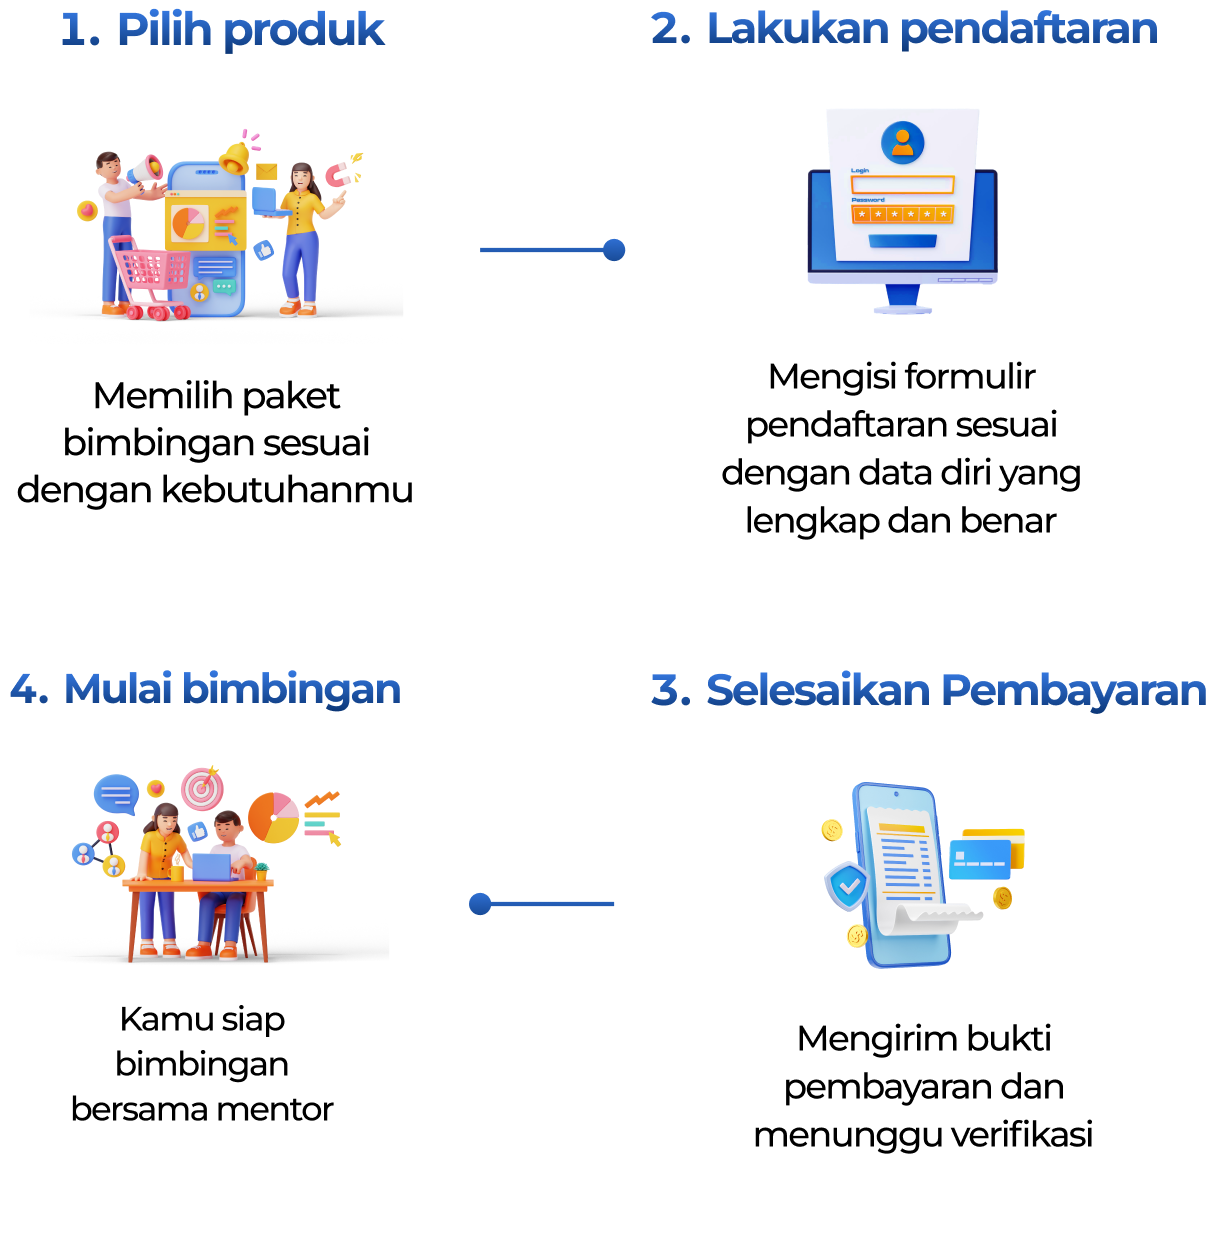 1. Pilih produk
Memilih paket
bimbingan sesuai
dengan kebutuhanmu
2. Lakukan pendaftaran
Login
Password
Mengisi formulir
pendaftaran sesuai
dengan data diri yang
lengkap dan benar
3. Selesaikan Pembayaran
Mengirim bukti
pembayaran dan
menunggu verifikasi
4. Mulai bimbingan
Kamu siap
bimbingan
bersama mentor